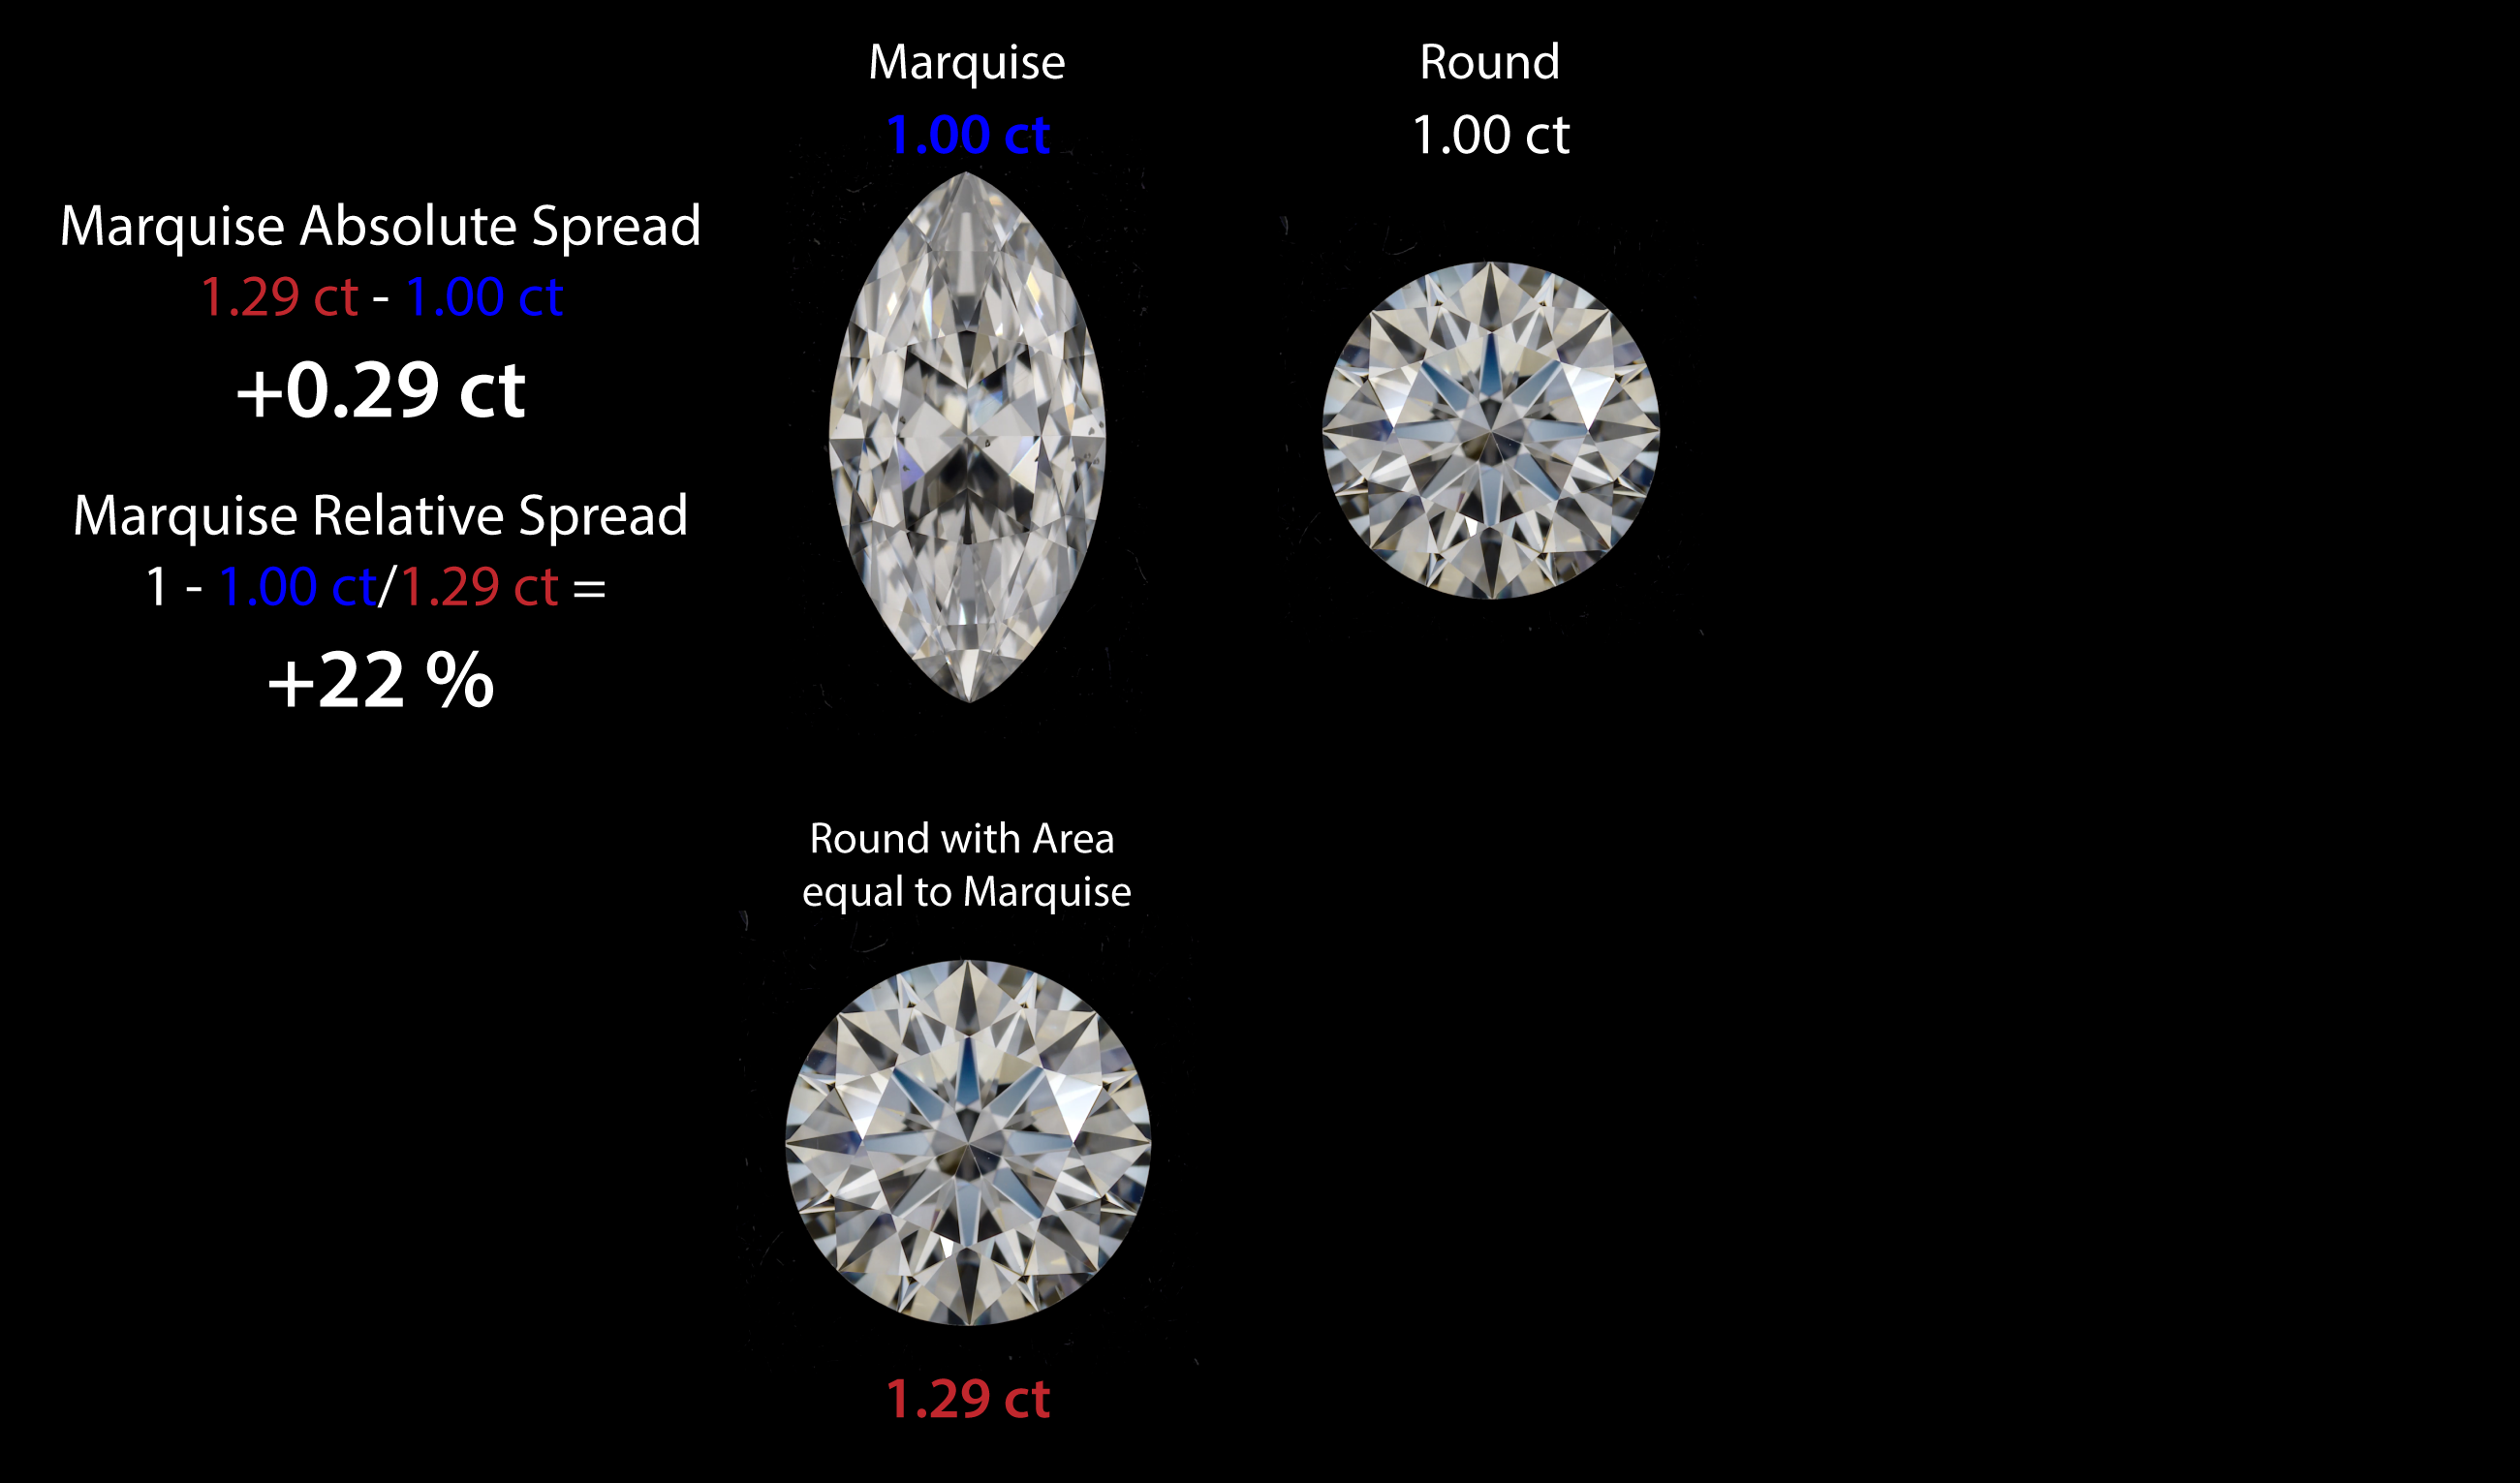 Marquise
1.00 ct
Round
1.00 ct
Marquise Absolute Spread
1.29 ct - 1.00 ct
+0.29 ct
Marquise Relative Spread
1 - 1.00 ct/1.29 ct =
+22 %
Round with Area
equal to Marquise
1.29 ct